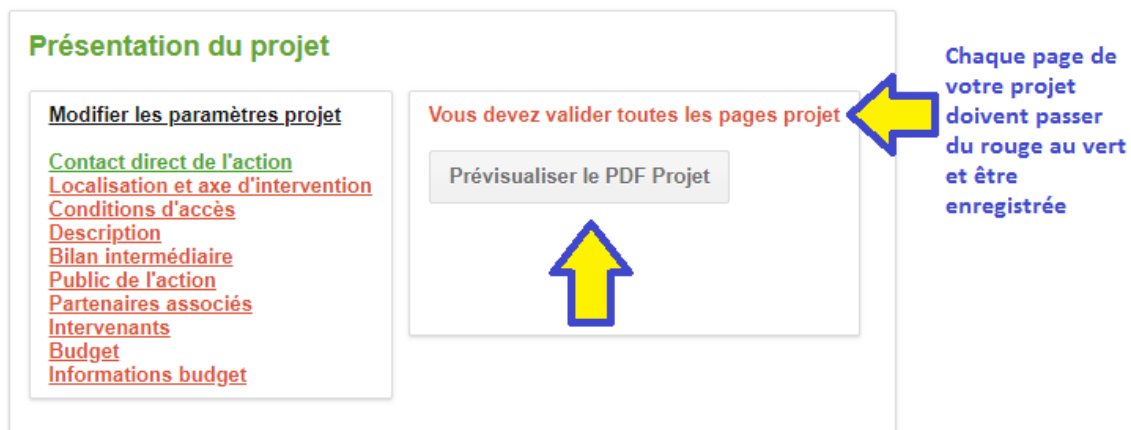 Présentation du projet
Modifier les paramètres projet
Contact direct de l'action
Localisation et axe d'intervention
Conditions d'accès
Description
Bilan intermédiaire
Public de l'action
Partenaires associés
Intervenants
Budget
Informations budget
Vous devez valider toutes les pages projet
Prévisualiser le PDF Projet
Chaque page de
votre projet
doivent passer
du rouge au vert
et être
enregistrée